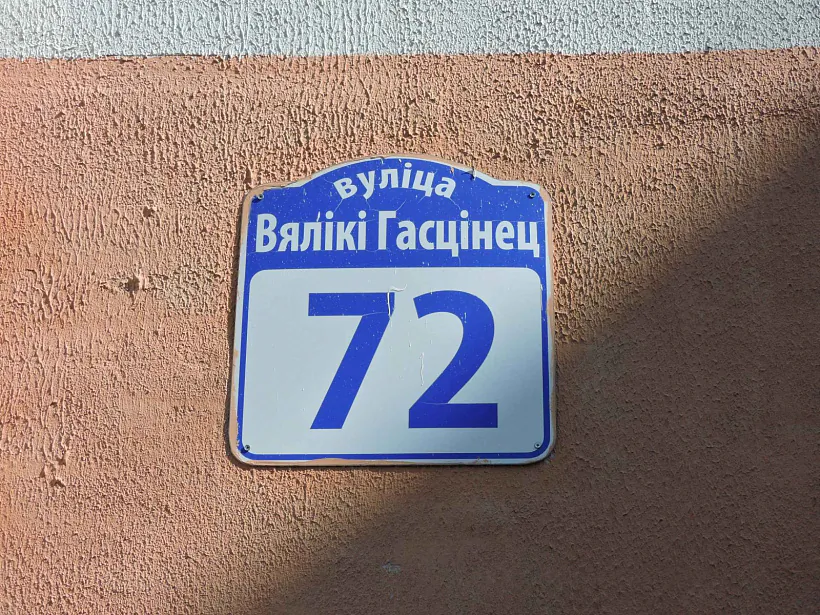 вуліца
Вялікі Гасцінец
72